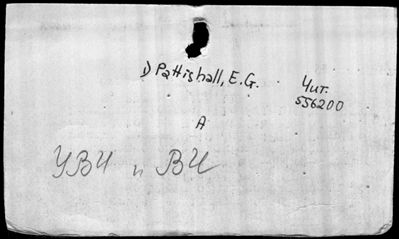 1) Pattishall, E.G.
Чит.
556200
А
УВЧ и ВЧ